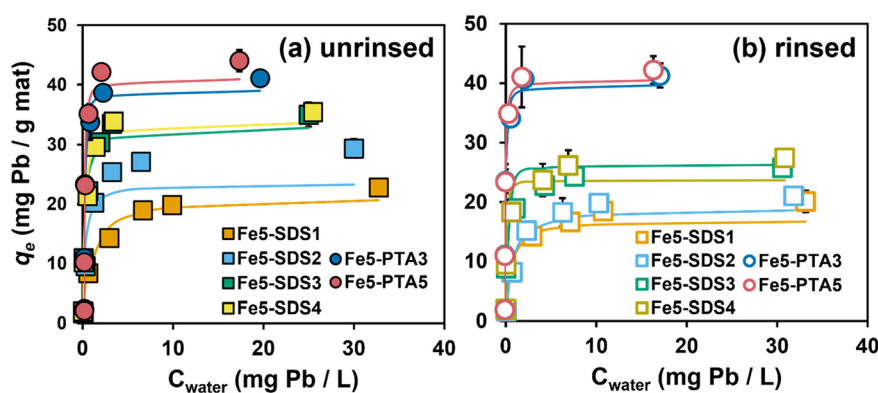 (a) unrinsed
qe (mg Pb / g mat)
50
40
30
20
10
0
0 10 20 30 40
Cwater (mg Pb / L)
Fe5-SDS1
Fe5-SDS2 Fe5-PTA3
Fe5-SDS3 Fe5-PTA5
Fe5-SDS4
(b) rinsed
50
40
30
20
10
0
0 10 20 30 40
Cwater (mg Pb / L)
Fe5-SDS1
Fe5-SDS2 Fe5-PTA3
Fe5-SDS3 Fe5-PTA5
Fe5-SDS4